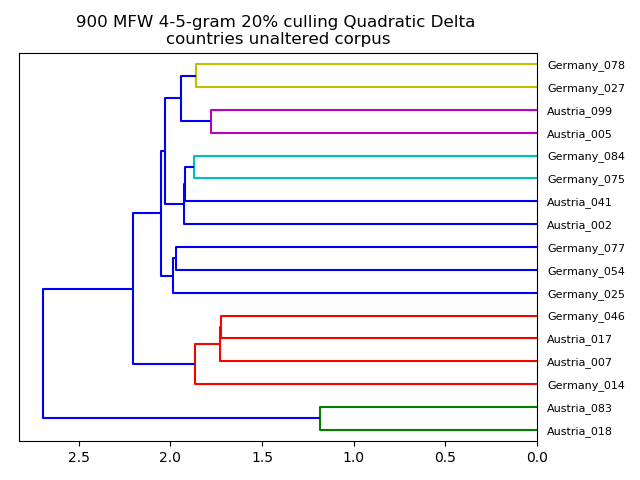 900 MFW 4-5-gram 20% culling Quadratic Delta
countries unaltered corpus
Germany_078
Germany_027
Austria_099
Austria_005
Germany_084
Germany_075
Austria_041
Austria_002
Germany_077
Germany_054
Germany_025
Germany_046
Austria_017
Austria_007
Germany_014
Austria_083
Austria_018
2.5 2.0 1.5 1.0 0.5 0.0